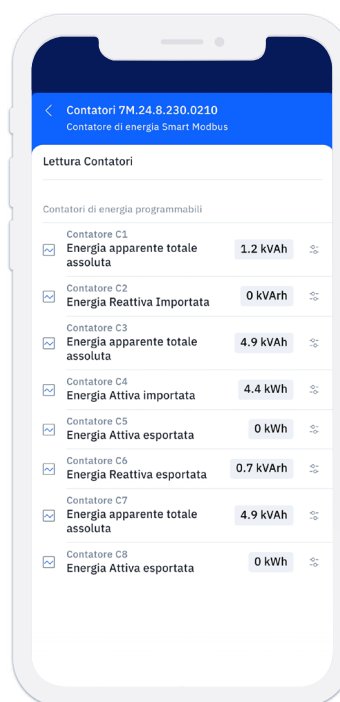 Contatori 7M.24.8.230.0210
Contatore di energia Smart Modbus
Lettura Contatori
Contatori di energia programmabili
Contatore C1
Energia apparente totale
assoluta
1.2 kVAh
Contatore C2
Energia Reattiva Importata
0 kVArh
Contatore C3
Energia apparente totale
assoluta
4.9 kVAh
Contatore C4
Energia Attiva importata
4.4 kWh
Contatore C5
Energia Attiva esportata
0 kWh
Contatore C6
Energia Reattiva esportata
0.7 kVArh
Contatore C7
Energia apparente totale
assoluta
4.9 kVAh
Contatore C8
Energia Attiva esportata
0 kWh